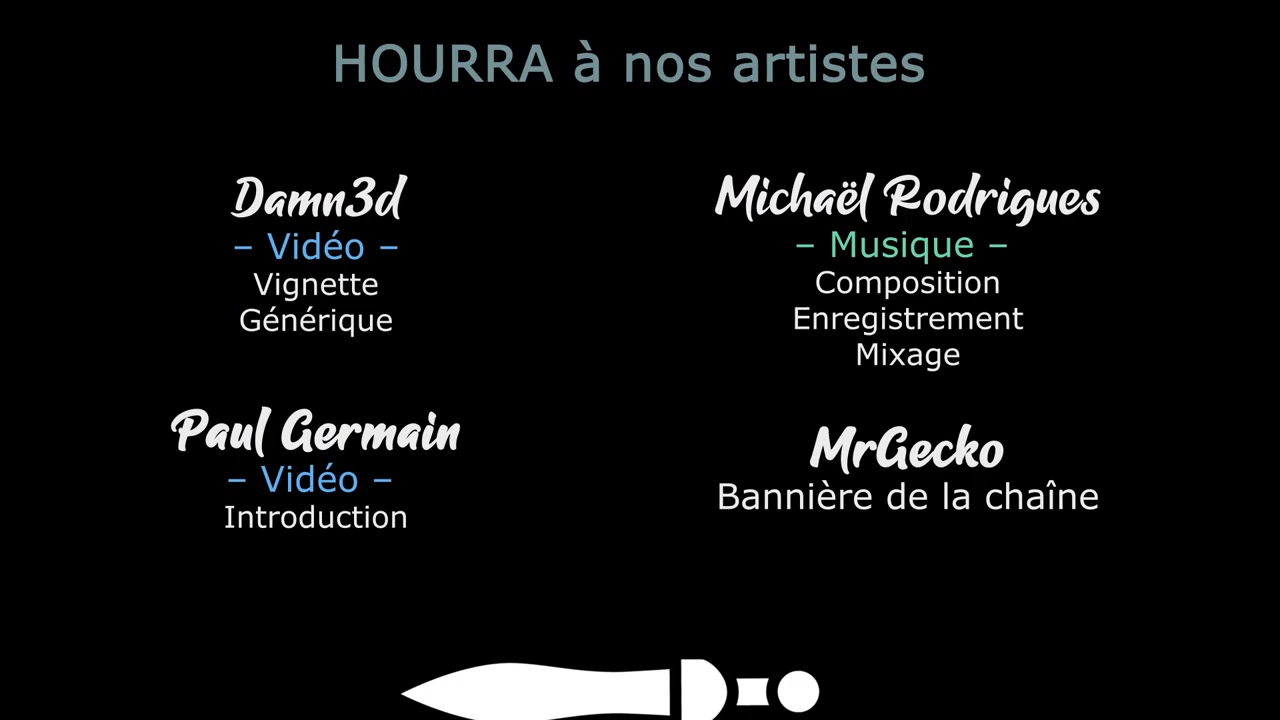 HOURRA à nos artistes
Damn3d
– Vidéo –
Vignette
Générique
Michaël Rodrigues
– Musique –
Composition
Enregistrement
Mixage
Paul Germain
– Vidéo –
Introduction
MrGecko
Bannière de la chaîne